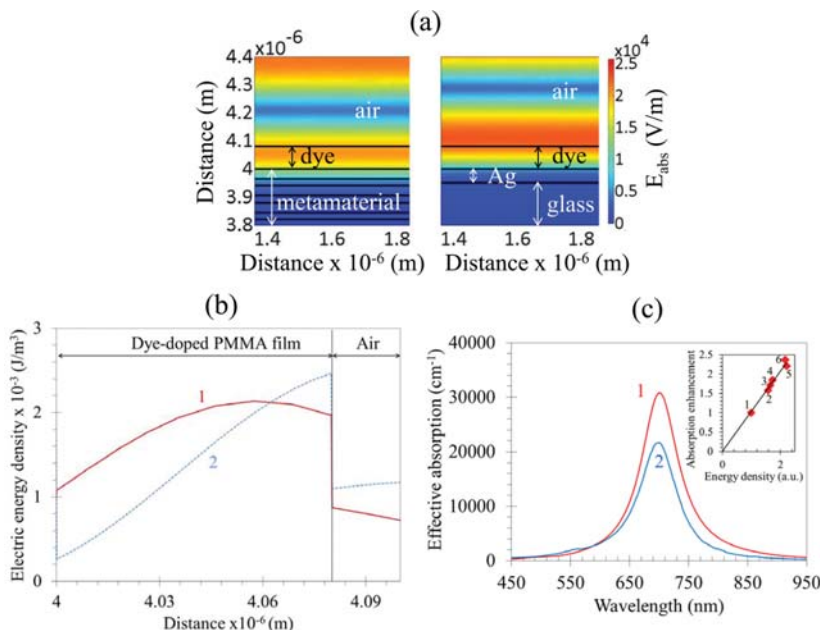 (a)
x10⁻⁶
4.4
4.3
4.2
4.1
4
3.9
3.8
Distance (m)
air
dye
metamaterial
1.4 1.6 1.8
Distance x 10⁻⁶ (m)
air
dye
Ag
glass
1.4 1.6 1.8
Distance x 10⁻⁶ (m)
x10⁴
2.5
2
1.5
1
0.5
0
E_abs (V/m)
(b)
Electric energy density x 10⁻³ (J/m³)
3
2
1
0
Dye-doped PMMA film
Air
1
2
4 4.03 4.06 4.09
Distance x10⁻⁶ (m)
(c)
Effective absorption (cm⁻¹)
40000
30000
20000
10000
0
1
2
450 550 650 750 850 950
Wavelength (nm)
Absorption enhancement
2.5
2
1.5
1
0.5
0
6
5
4
3
2
1
0 1 2
Energy density (a.u.)